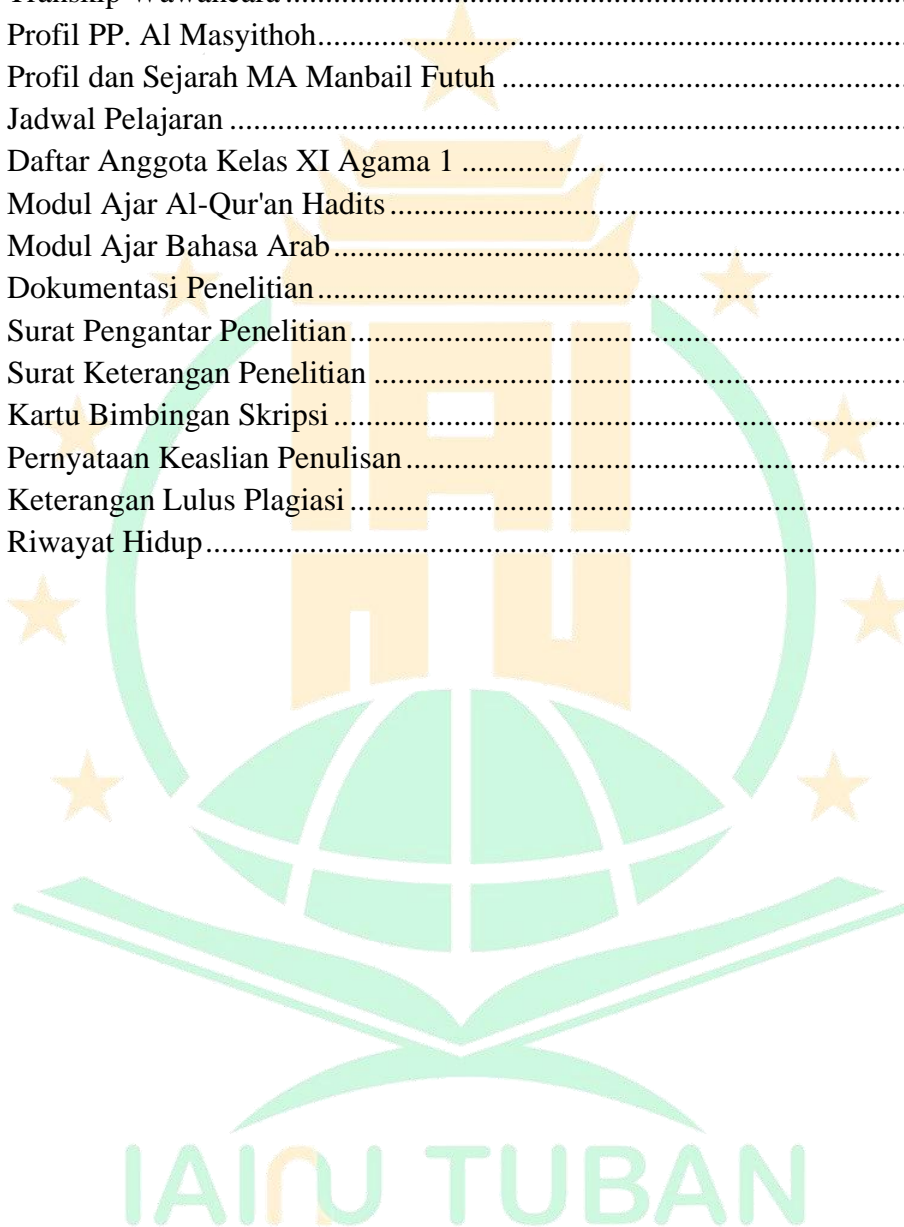 Profil PP. Al Masyithoh
Profil dan Sejarah MA Manbail Futuh
Jadwal Pelajaran
Daftar Anggota Kelas XI Agama 1
Modul Ajar Al-Qur'an Hadits
Modul Ajar Bahasa Arab
Dokumentasi Penelitian
Surat Pengantar Penelitian
Surat Keterangan Penelitian
Kartu Bimbingan Skripsi
Pernyataan Keaslian Penulisan
Keterangan Lulus Plagiasi
Riwayat Hidup
IAINU TUBAN